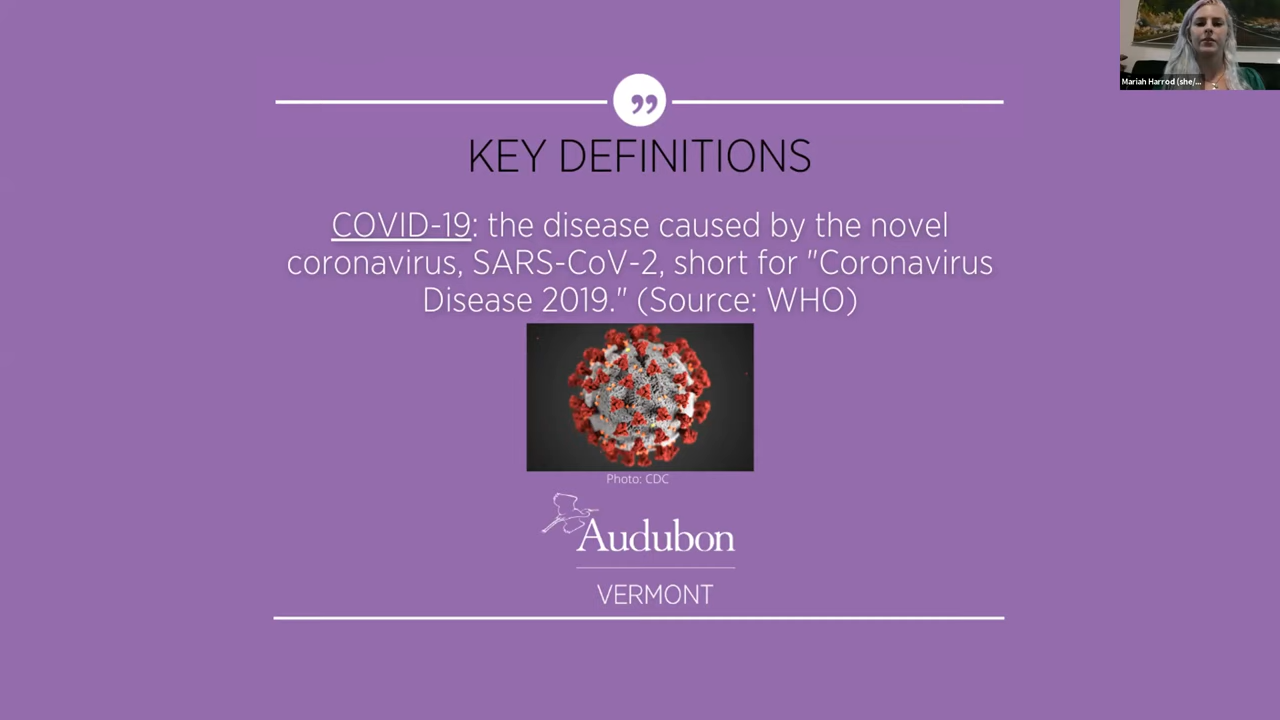 Mariah Harrod (she/...
KEY DEFINITIONS
COVID-19: the disease caused by the novel
coronavirus, SARS-CoV-2, short for "Coronavirus
Disease 2019." (Source: WHO)
Photo: CDC
Audubon
VERMONT